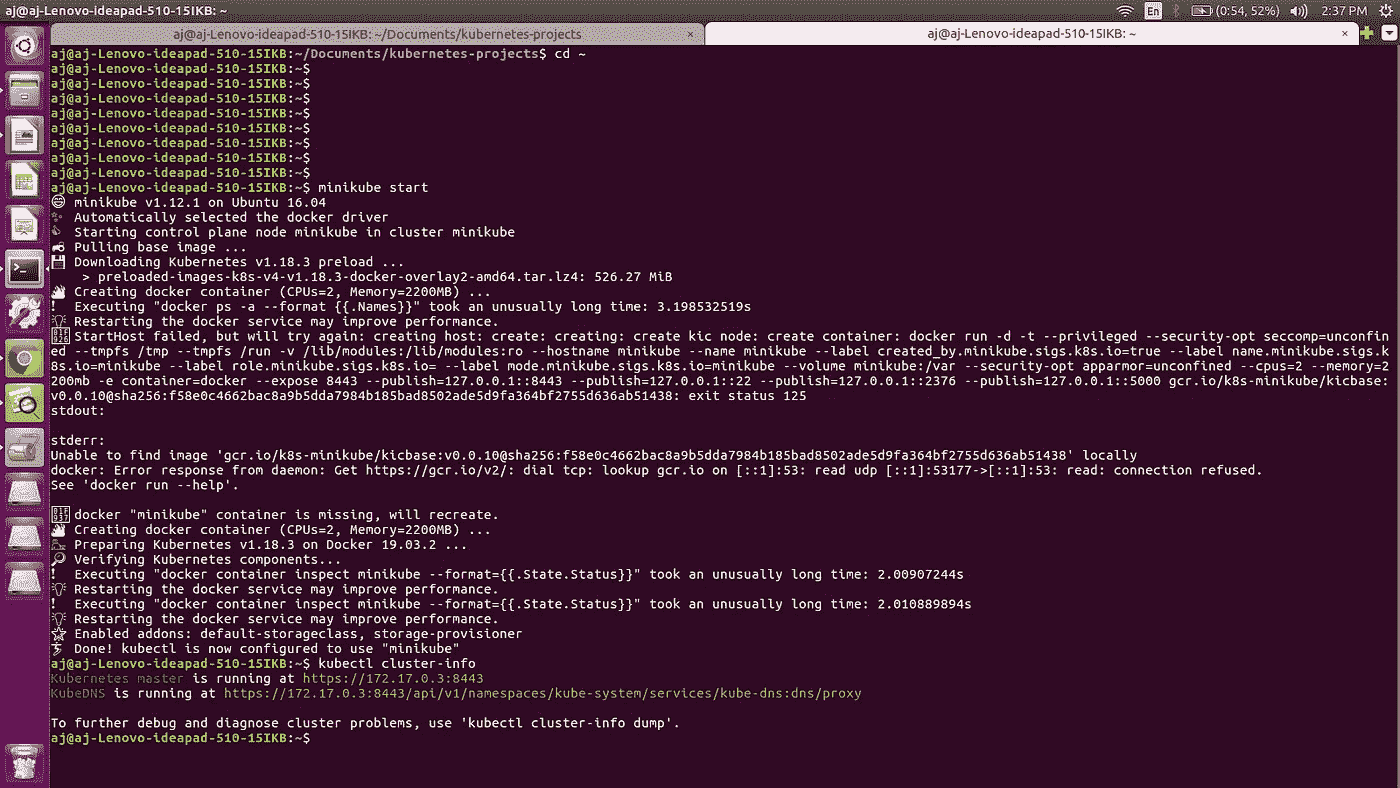 aj@aj-Lenovo-ideapad-510-15IKB: ~
En
(0:54, 52%)
2:37 PM
aj@aj-Lenovo-ideapad-510-15IKB: ~/Documents/kubernetes-projects ×
aj@aj-Lenovo-ideapad-510-15IKB: ~ ×
aj@aj-Lenovo-ideapad-510-15IKB:~/Documents/kubernetes-projects$ cd ~
aj@aj-Lenovo-ideapad-510-15IKB:~$
aj@aj-Lenovo-ideapad-510-15IKB:~$
aj@aj-Lenovo-ideapad-510-15IKB:~$
aj@aj-Lenovo-ideapad-510-15IKB:~$
aj@aj-Lenovo-ideapad-510-15IKB:~$
aj@aj-Lenovo-ideapad-510-15IKB:~$
aj@aj-Lenovo-ideapad-510-15IKB:~$
aj@aj-Lenovo-ideapad-510-15IKB:~$
aj@aj-Lenovo-ideapad-510-15IKB:~$ minikube start
minikube v1.12.1 on Ubuntu 16.04
Automatically selected the docker driver
Starting control plane node minikube in cluster minikube
Pulling base image ...
Downloading Kubernetes v1.18.3 preload ...
> preloaded-images-k8s-v4-v1.18.3-docker-overlay2-amd64.tar.lz4: 526.27 MiB
Creating docker container (CPUs=2, Memory=2200MB) ...
! Executing "docker ps -a --format {{.Names}}" took an unusually long time: 3.198532519s
Restarting the docker service may improve performance.
StartHost failed, but will try again: creating host: create: creating: create kic node: create container: docker run -d -t --privileged --security-opt seccomp=unconfin
ed --tmpfs /tmp --tmpfs /run -v /lib/modules:/lib/modules:ro --hostname minikube --name minikube --label created_by.minikube.sigs.k8s.io=true --label name.minikube.sigs.k
8s.io=minikube --label role.minikube.sigs.k8s.io= --label mode.minikube.sigs.k8s.io=minikube --volume minikube:/var --security-opt apparmor=unconfined --cpus=2 --memory=2
200mb -e container=docker --expose 8443 --publish=127.0.0.1::8443 --publish=127.0.0.1::22 --publish=127.0.0.1::2376 --publish=127.0.0.1::5000 gcr.io/k8s-minikube/kicbase:
v0.0.10@sha256:f58e0c4662bac8a9b5dda7984b185bad8502ade5d9fa364bf2755d636ab51438: exit status 125
stdout:
stderr:
Unable to find image 'gcr.io/k8s-minikube/kicbase:v0.0.10@sha256:f58e0c4662bac8a9b5dda7984b185bad8502ade5d9fa364bf2755d636ab51438' locally
docker: Error response from daemon: Get https://gcr.io/v2/: dial tcp: lookup gcr.io on [::1]:53: read udp [::1]:53177->[::1]:53: read: connection refused.
See 'docker run --help'.
docker "minikube" container is missing, will recreate.
Creating docker container (CPUs=2, Memory=2200MB) ...
Preparing Kubernetes v1.18.3 on Docker 19.03.2 ...
Verifying Kubernetes components...
! Executing "docker container inspect minikube --format={{.State.Status}}" took an unusually long time: 2.00907244s
Restarting the docker service may improve performance.
! Executing "docker container inspect minikube --format={{.State.Status}}" took an unusually long time: 2.010889894s
Restarting the docker service may improve performance.
Enabled addons: default-storageclass, storage-provisioner
Done! kubectl is now configured to use "minikube"
aj@aj-Lenovo-ideapad-510-15IKB:~$ kubectl cluster-info
Kubernetes master is running at https://172.17.0.3:8443
KubeDNS is running at https://172.17.0.3:8443/api/v1/namespaces/kube-system/services/kube-dns:dns/proxy
To further debug and diagnose cluster problems, use 'kubectl cluster-info dump'.
aj@aj-Lenovo-ideapad-510-15IKB:~$